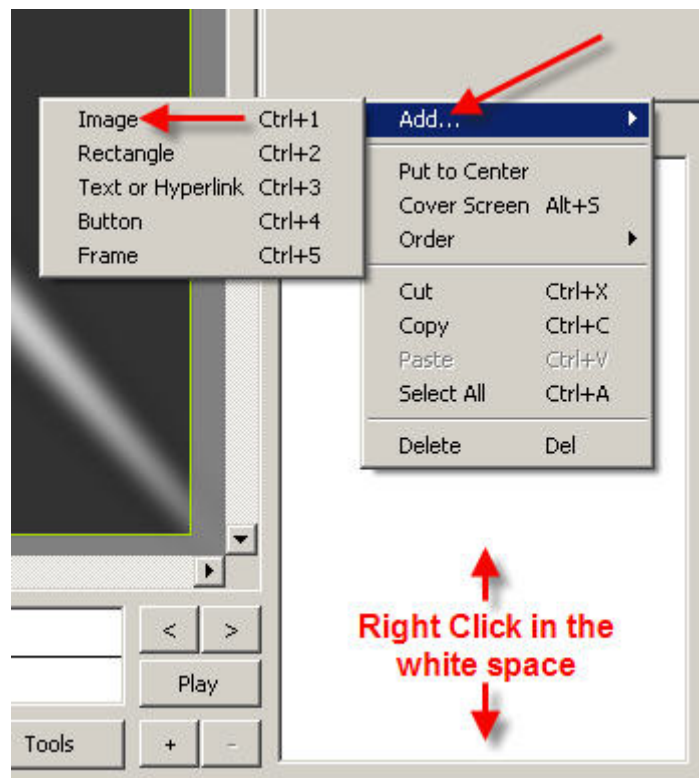 Image Ctrl+1
Rectangle Ctrl+2
Text or Hyperlink Ctrl+3
Button Ctrl+4
Frame Ctrl+5
Add...
Put to Center
Cover Screen Alt+S
Order
Cut Ctrl+X
Copy Ctrl+C
Paste Ctrl+V
Select All Ctrl+A
Delete Del
Right Click in the
white space
< >
Play
Tools + -